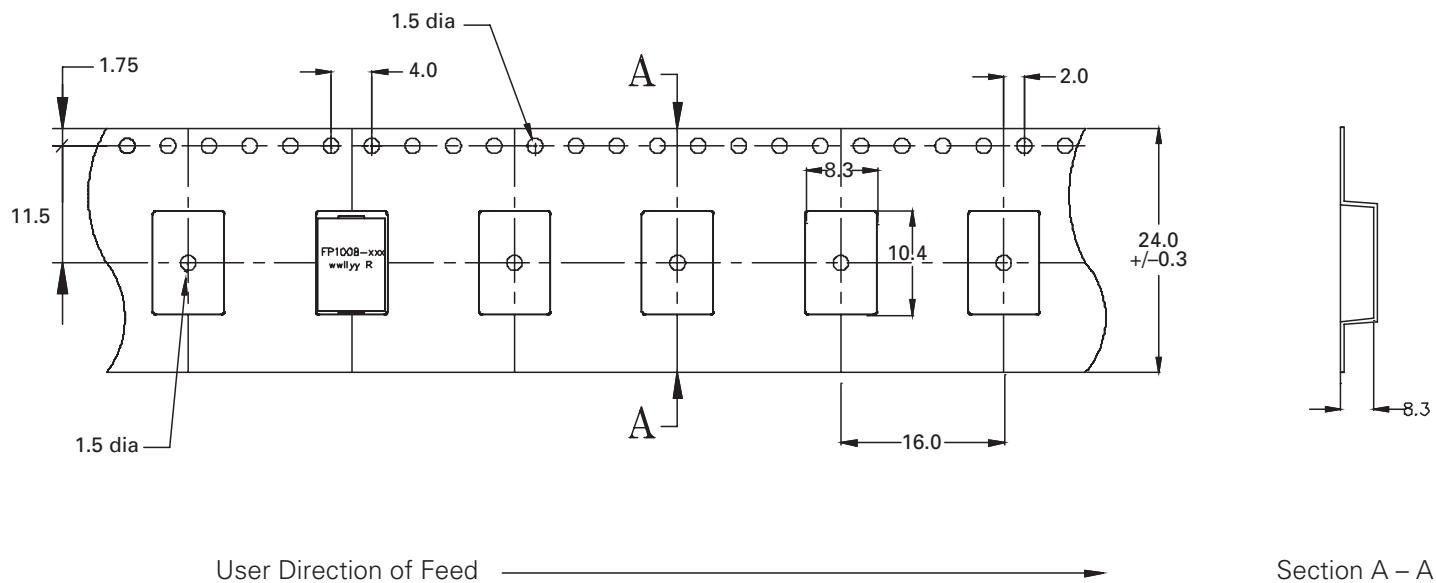 1.5 dia
1.75
4.0
A
2.0
8.3
11.5
FP1008-xxx
wwllyy R
10.4
24.0
+/–0.3
A
8.3
1.5 dia
16.0
User Direction of Feed
Section A – A